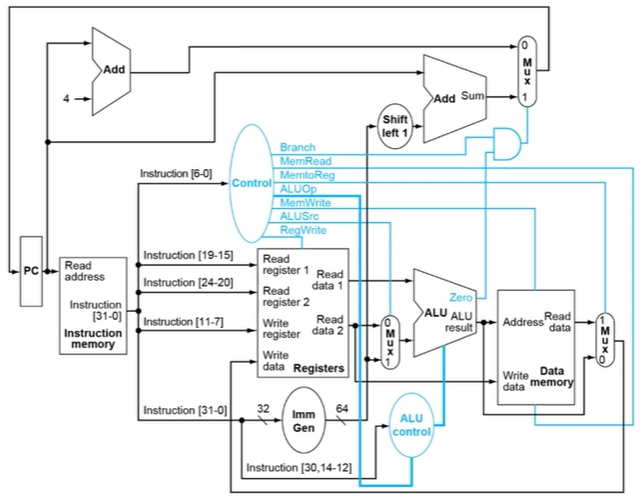 Add
4
Add Sum
0
M
u
x
1
Shift
left 1
Branch
MemRead
MemtoReg
ALUOp
MemWrite
ALUSrc
RegWrite
Control
Instruction [6-0]
Instruction [19-15]
Instruction [24-20]
Instruction [11-7]
Instruction [31-0]
Instruction [30,14-12]
PC
Read
address
Instruction
[31-0]
Instruction
memory
Read
register 1
Read
register 2
Write
register
Write
data
Read
data 1
Read
data 2
Registers
0
M
u
x
1
Zero
ALU
ALU
result
Address
Read
data
Write
data
Data
memory
1
M
u
x
0
32
Imm
Gen
64
ALU
control